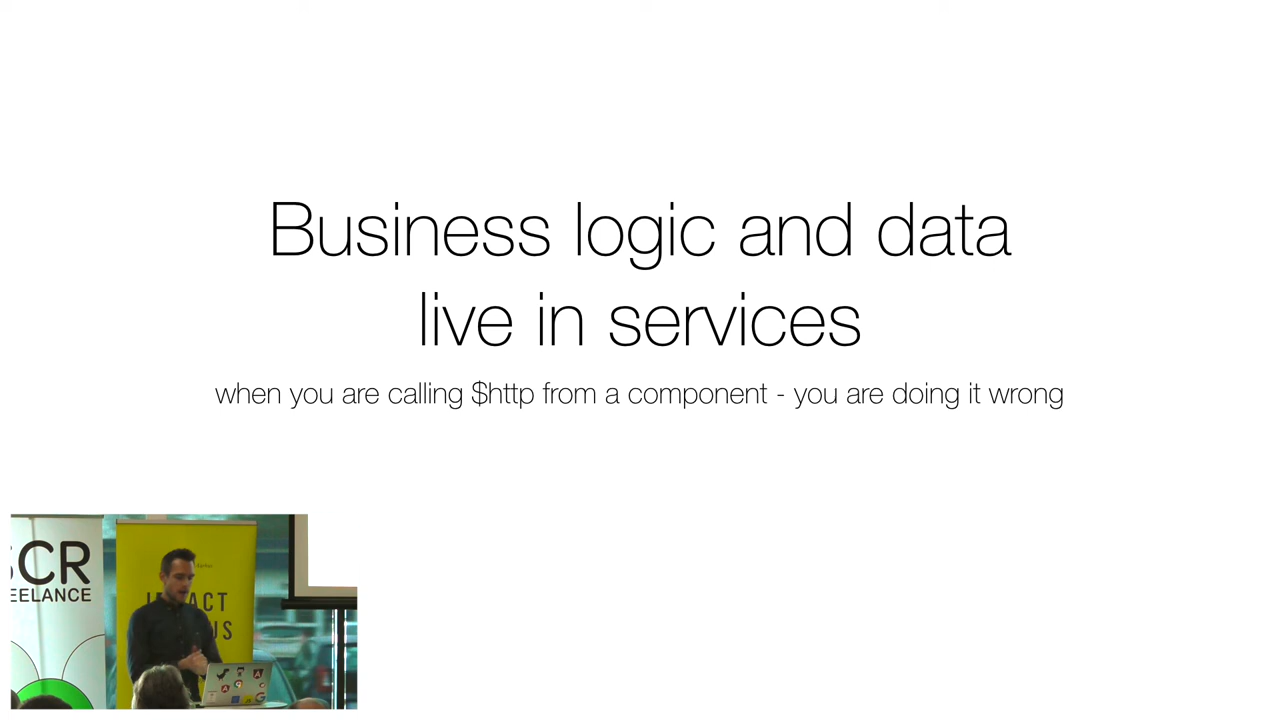 Business logic and data
live in services
when you are calling $http from a component - you are doing it wrong
SCR
EELANCE